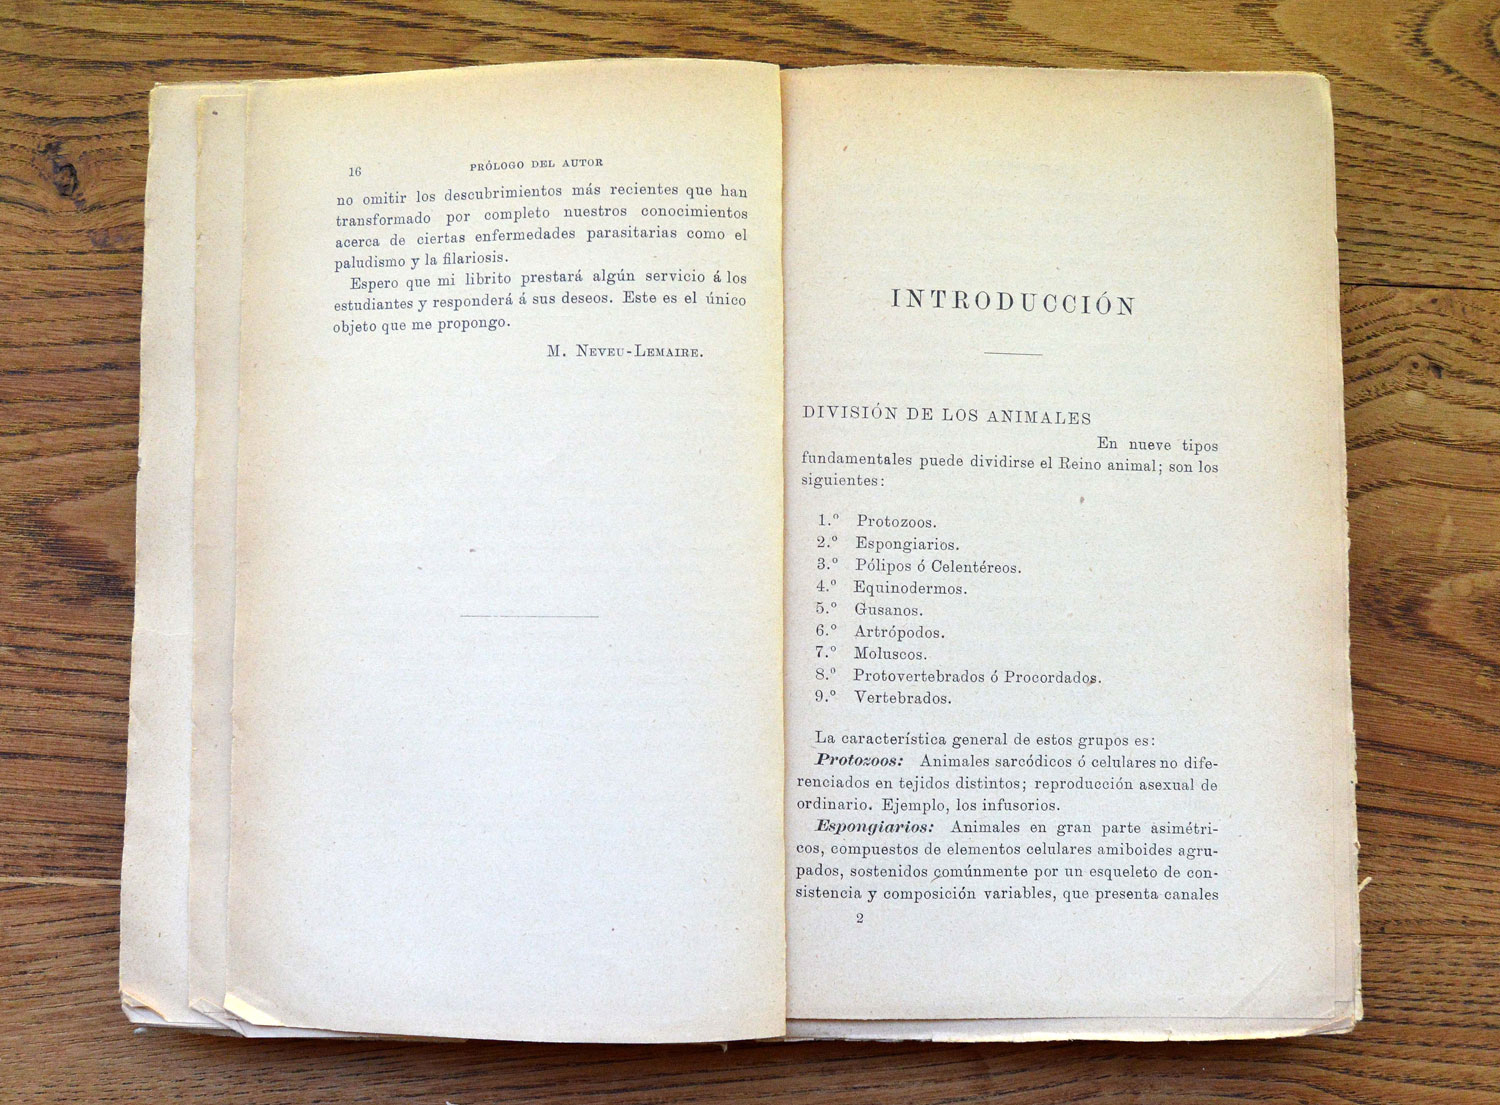 16
PRÓLOGO DEL AUTOR
no omitir los descubrimientos más recientes que han
transformado por completo nuestros conocimientos
acerca de ciertas enfermedades parasitarias como el
paludismo y la filariosis.
Espero que mi librito prestará algún servicio á los
estudiantes y responderá á sus deseos. Este es el único
objeto que me propongo.
M. NEVEU-LEMAIRE.
INTRODUCCIÓN
DIVISIÓN DE LOS ANIMALES
En nueve tipos
fundamentales puede dividirse el Reino animal; son los
siguientes:
1.º Protozoos.
2.º Espongiarios.
3.º Pólipos ó Celentéreos.
4.º Equinodermos.
5.º Gusanos.
6.º Artrópodos.
7.º Moluscos.
8.º Protovertebrados ó Procordados.
9.º Vertebrados.
La característica general de estos grupos es:
Protozoos: Animales sarcódicos ó celulares no dife-
renciados en tejidos distintos; reproducción asexual de
ordinario. Ejemplo, los infusorios.
Espongiarios: Animales en gran parte asimétri-
cos, compuestos de elementos celulares amiboides agru-
pados, sostenidos comúnmente por un esqueleto de con-
sistencia y composición variables, que presenta canales
2